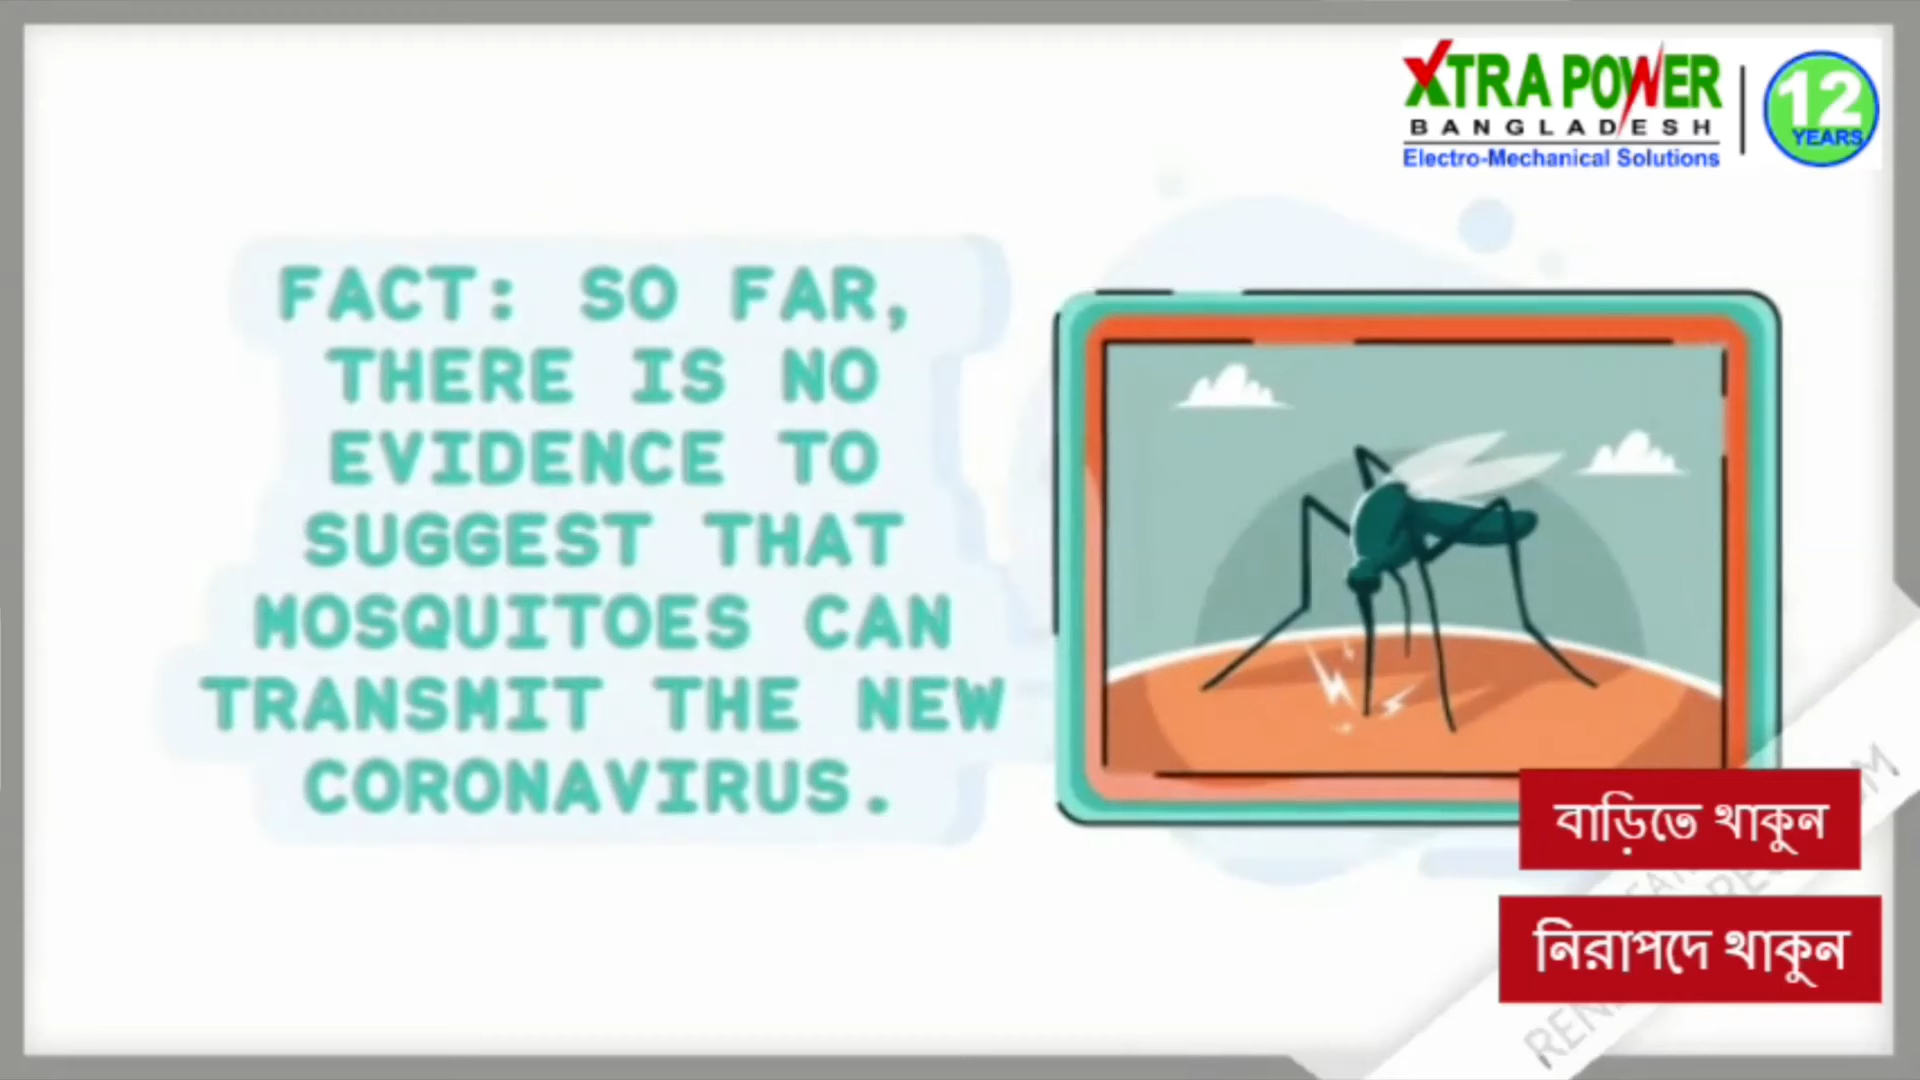 XTRA POWER
BANGLADESH
Electro-Mechanical Solutions
12
YEARS
FACT: SO FAR,
THERE IS NO
EVIDENCE TO
SUGGEST THAT
MOSQUITOES CAN
TRANSMIT THE NEW
CORONAVIRUS.
বাড়িতে থাকুন
নিরাপদে থাকুন